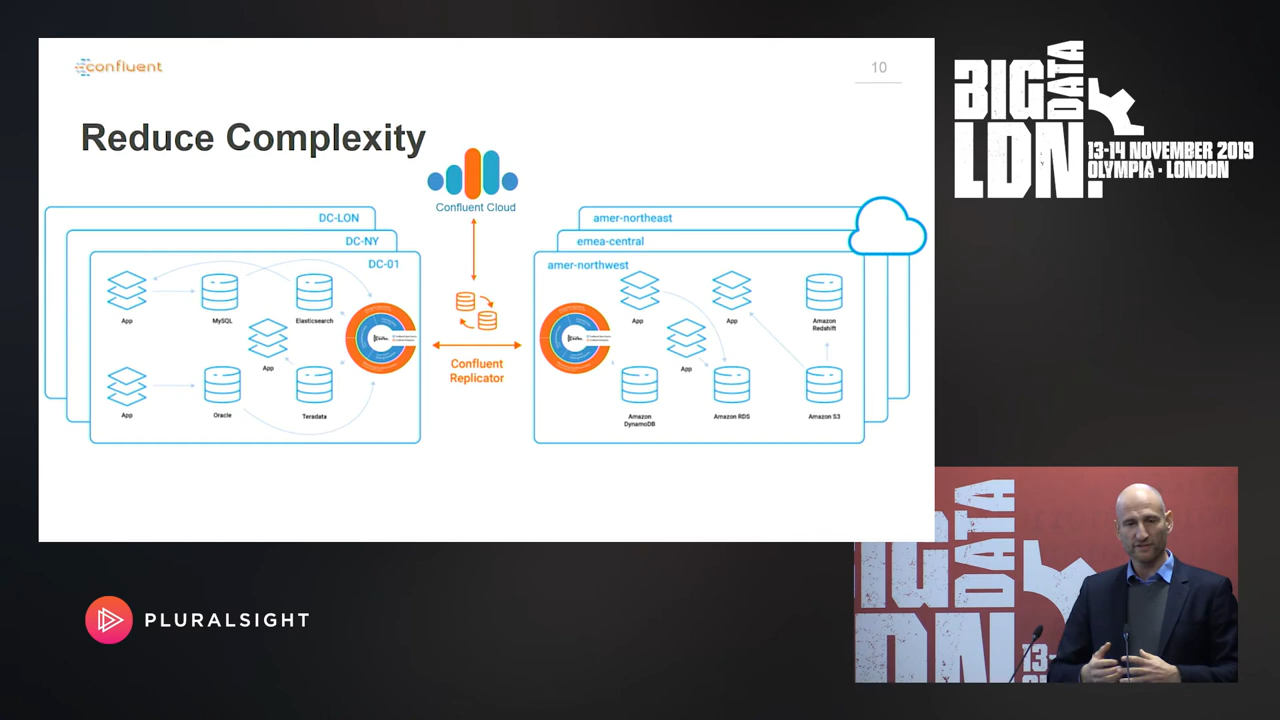 confluent
10
Reduce Complexity
Confluent Cloud
DC-LON
DC-NY
DC-01
App
MySQL
Elasticsearch
App
App
Oracle
Teradata
Confluent
Replicator
amer-northeast
emea-central
amer-northwest
App
App
Amazon
Redshift
App
Amazon
DynamoDB
Amazon RDS
Amazon S3
BIG
DATA
LDN.
13-14 NOVEMBER 2019
OLYMPIA · LONDON
PLURALSIGHT
DATA
13-